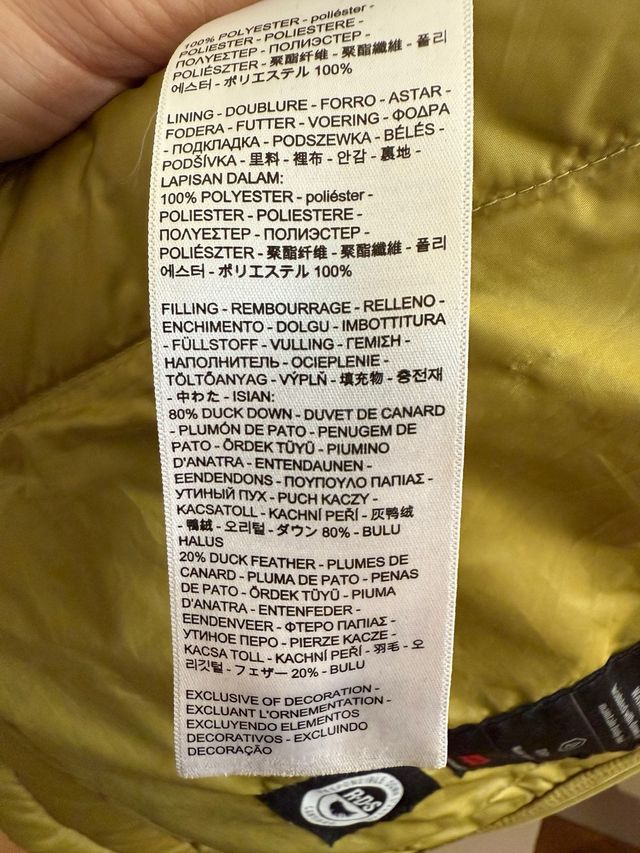 100% POLYESTER - poliéster -
POLIESTER - POLIESTERE -
ΠΟΛΥΕΣΤΕΡ - ПОЛИЭСТЕР -
POLIÉSZTER - 聚酯纤维 - 聚酯纖維 - 폴리
에스터 - ポリエステル 100%
LINING - DOUBLURE - FORRO - ASTAR -
FODERA - FUTTER - VOERING - ΦΟΔΡΑ
- ПОДКЛАДКА - PODSZEWKA - BÉLÉS -
PODŠÍVKA - 里料 - 裡布 - 안감 - 裏地 -
LAPISAN DALAM:
100% POLYESTER - poliéster -
POLIESTER - POLIESTERE -
ΠΟΛΥΕΣΤΕΡ - ПОЛИЭСТЕР -
POLIÉSZTER - 聚酯纤维 - 聚酯纖維 - 폴리
에스터 - ポリエステル 100%
FILLING - REMBOURRAGE - RELLENO -
ENCHIMENTO - DOLGU - IMBOTTITURA
- FÜLLSTOFF - VULLING - ΓΕΜΙΣΗ -
НАПОЛНИТЕЛЬ - OCIEPLENIE -
TÖLTŐANYAG - VÝPLŇ - 填充物 - 충전재
- 中わた - ISIAN:
80% DUCK DOWN - DUVET DE CANARD
- PLUMÓN DE PATO - PENUGEM DE
PATO - ÖRDEK TÜYÜ - PIUMINO
D'ANATRA - ENTENDAUNEN -
EENDENDONS - ΠΟΥΠΟΥΛΟ ΠΑΠΙΑΣ -
УТИНЫЙ ПУХ - PUCH KACZY -
KACSATOLL - KACHNÍ PEŘÍ - 灰鸭绒
- 鴨絨 - 오리털 - ダウン 80% - BULU
HALUS
20% DUCK FEATHER - PLUMES DE
CANARD - PLUMA DE PATO - PENAS
DE PATO - ÖRDEK TÜYÜ - PIUMA
D'ANATRA - ENTENFEDER -
EENDENVEER - ΦΤΕΡΟ ΠΑΠΙΑΣ -
УТИНОЕ ПЕРО - PIERZE KACZE -
KACSA TOLL - KACHNÍ PEŘÍ - 羽毛 - 오
리깃털 - フェザー 20% - BULU
EXCLUSIVE OF DECORATION -
EXCLUANT L'ORNEMENTATION -
EXCLUYENDO ELEMENTOS
DECORATIVOS - EXCLUINDO
DECORAÇÃO
RDS